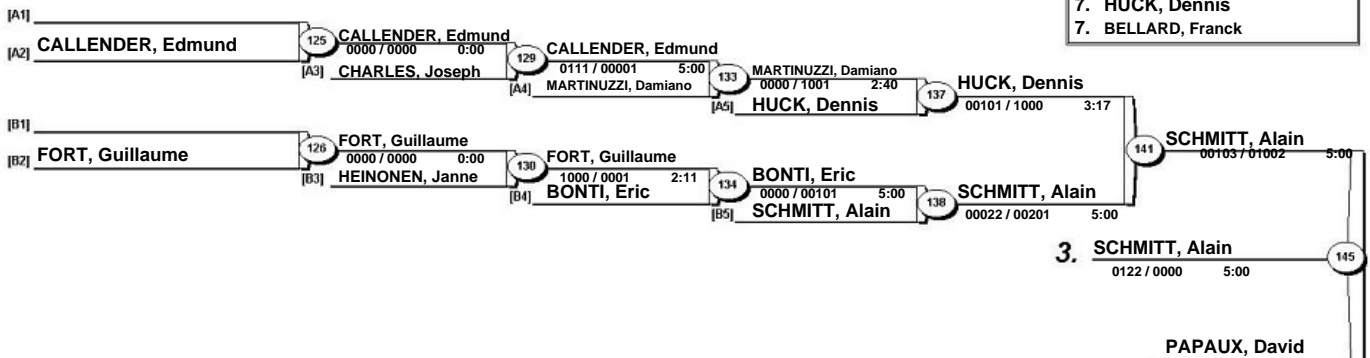 7. HUCK, Dennis
7. BELLARD, Franck
[A1]
[A2] CALLENDER, Edmund
125
CALLENDER, Edmund
0000 / 0000 0:00
[A3] CHARLES, Joseph
129
CALLENDER, Edmund
0111 / 00001 5:00
[A4] MARTINUZZI, Damiano
133
MARTINUZZI, Damiano
0000 / 1001 2:40
[A5] HUCK, Dennis
137
HUCK, Dennis
00101 / 1000 3:17
[B1]
[B2] FORT, Guillaume
126
FORT, Guillaume
0000 / 0000 0:00
[B3] HEINONEN, Janne
130
FORT, Guillaume
1000 / 0001 2:11
[B4] BONTI, Eric
134
BONTI, Eric
0000 / 00101 5:00
[B5] SCHMITT, Alain
138
SCHMITT, Alain
00022 / 00201 5:00
141
SCHMITT, Alain
00103 / 01002 5:00
3. SCHMITT, Alain
0122 / 0000 5:00
145
PAPAUX, David